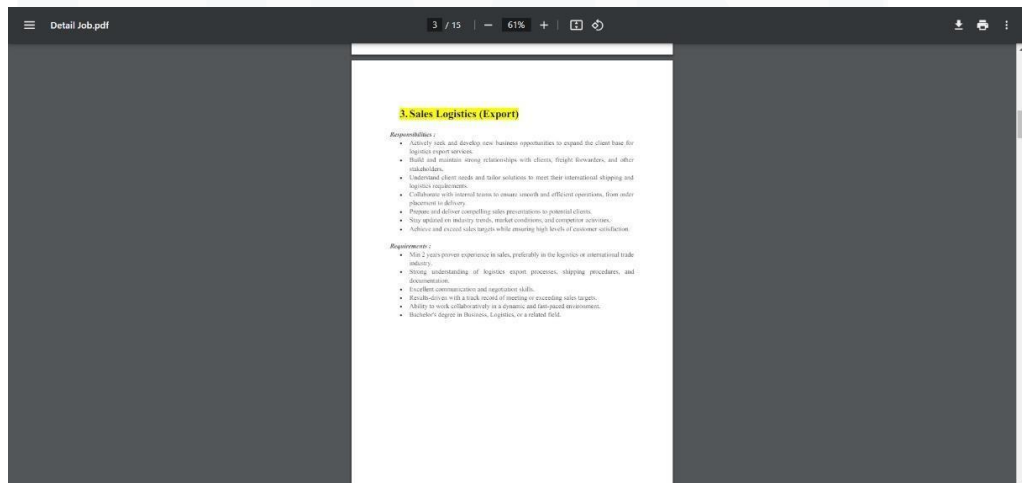 Detail Job.pdf
3 / 15
61%
3. Sales Logistics (Export)
Responsibilities :
• Actively seek and develop new business opportunities to expand the client base for
logistics export services.
• Build and maintain strong relationships with clients, freight forwarders, and other
stakeholders.
• Understand client needs and tailor solutions to meet their international shipping and
logistics requirements.
• Collaborate with internal teams to ensure smooth and efficient operations, from order
placement to delivery.
• Prepare and deliver compelling sales presentations to potential clients.
• Stay updated on industry trends, market conditions, and competitor activities.
• Achieve and exceed sales targets while ensuring high levels of customer satisfaction.
Requirements :
• Min 2 years proven experience in sales, preferably in the logistics or international trade
industry.
• Strong understanding of logistics export processes, shipping procedures, and
documentation.
• Excellent communication and negotiation skills.
• Results-driven with a track record of meeting or exceeding sales targets.
• Ability to work collaboratively in a dynamic and fast-paced environment.
• Bachelor's degree in Business, Logistics, or a related field.